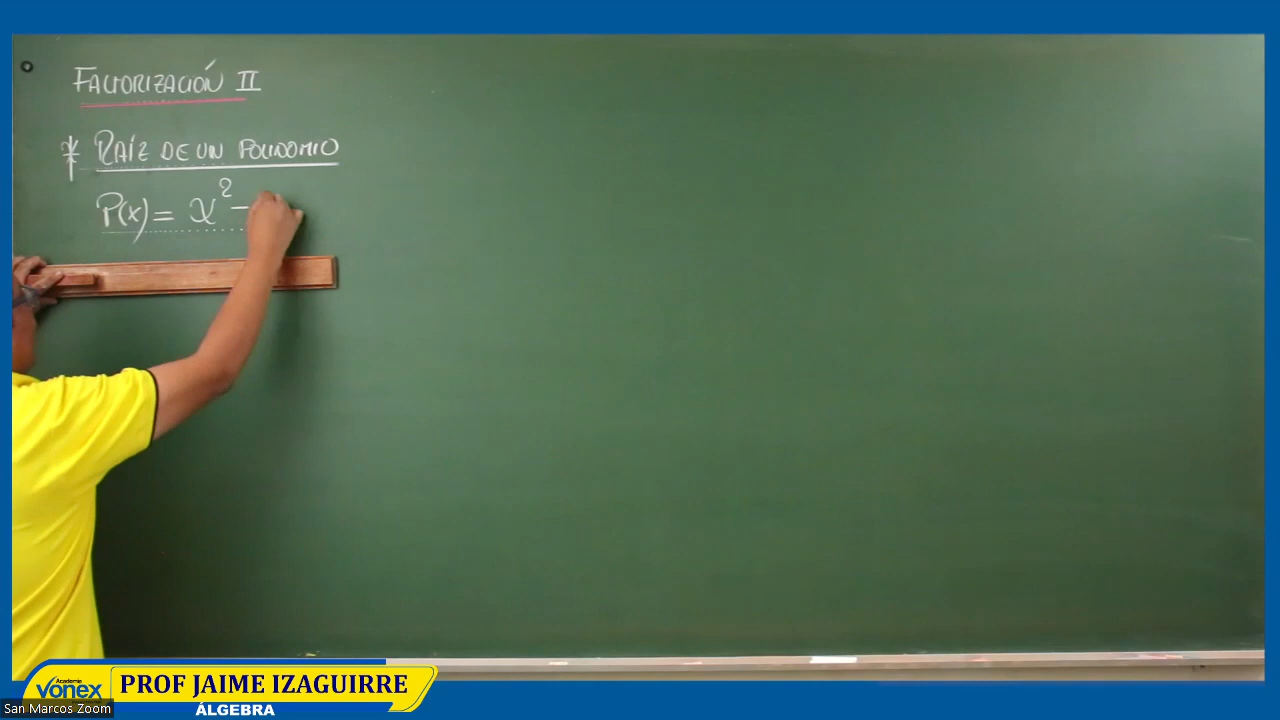 FACTORIZACIÓN II
* RAÍZ DE UN POLINOMIO
P(x) = x² -
Academia
vonex
PROF JAIME IZAGUIRRE
ÁLGEBRA
San Marcos Zoom